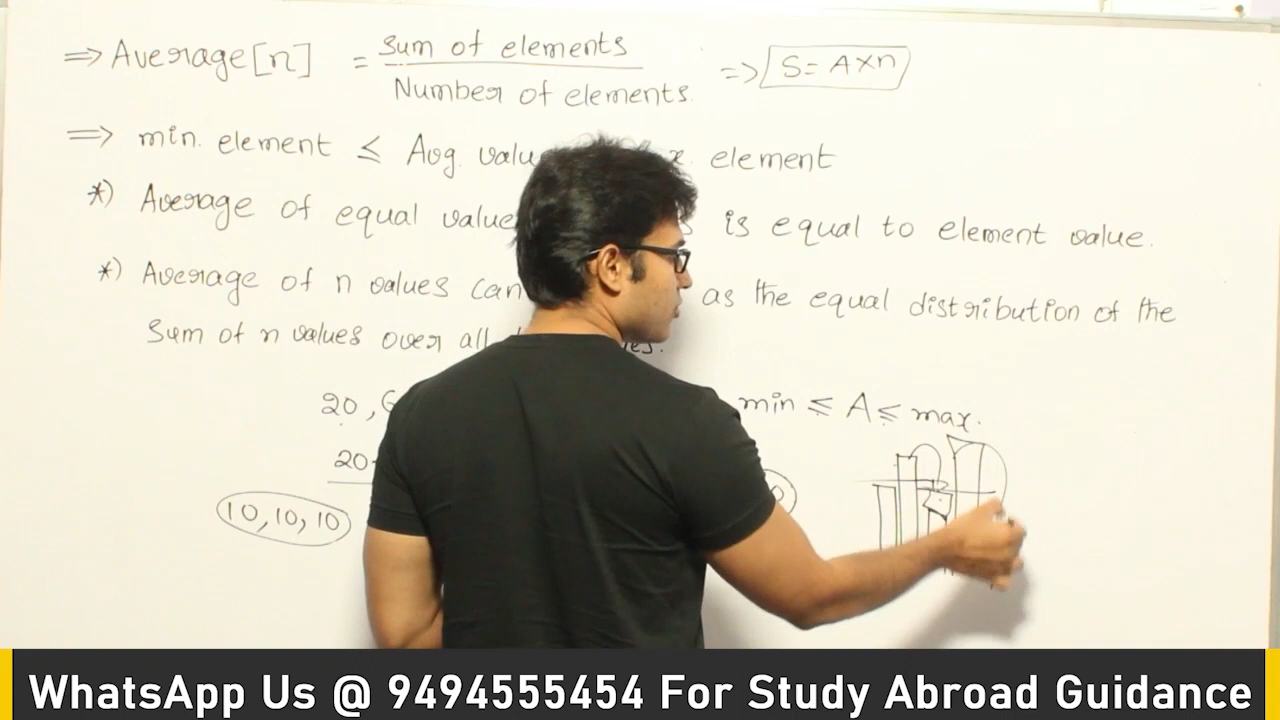 ⇒ Average[n] = sum of elements / Number of elements. ⇒ S = A×n
⇒ min. element ≤ Avg. element
*) Average of equal is equal to element value.
*) Average of n values can as the equal distribution of the
Sum of n values over all
20, min ≤ A ≤ max.
20
10, 10, 10
WhatsApp Us @ 9494555454 For Study Abroad Guidance